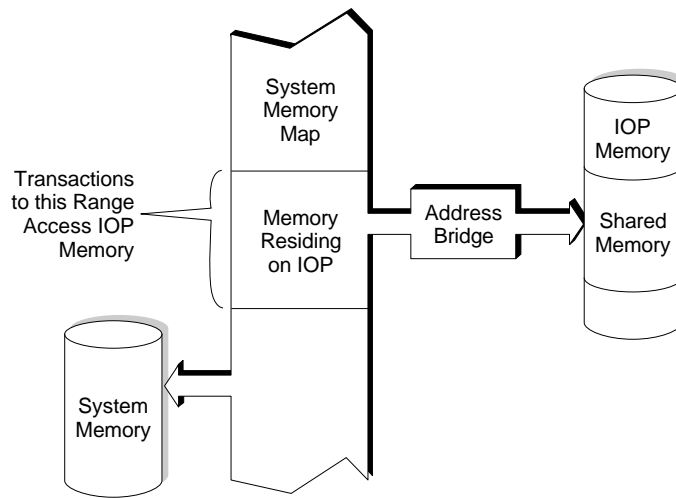 System
Memory
Map
IOP
Memory
Transactions
to this Range
Access IOP
Memory
Memory
Residing
on IOP
Address
Bridge
Shared
Memory
System
Memory